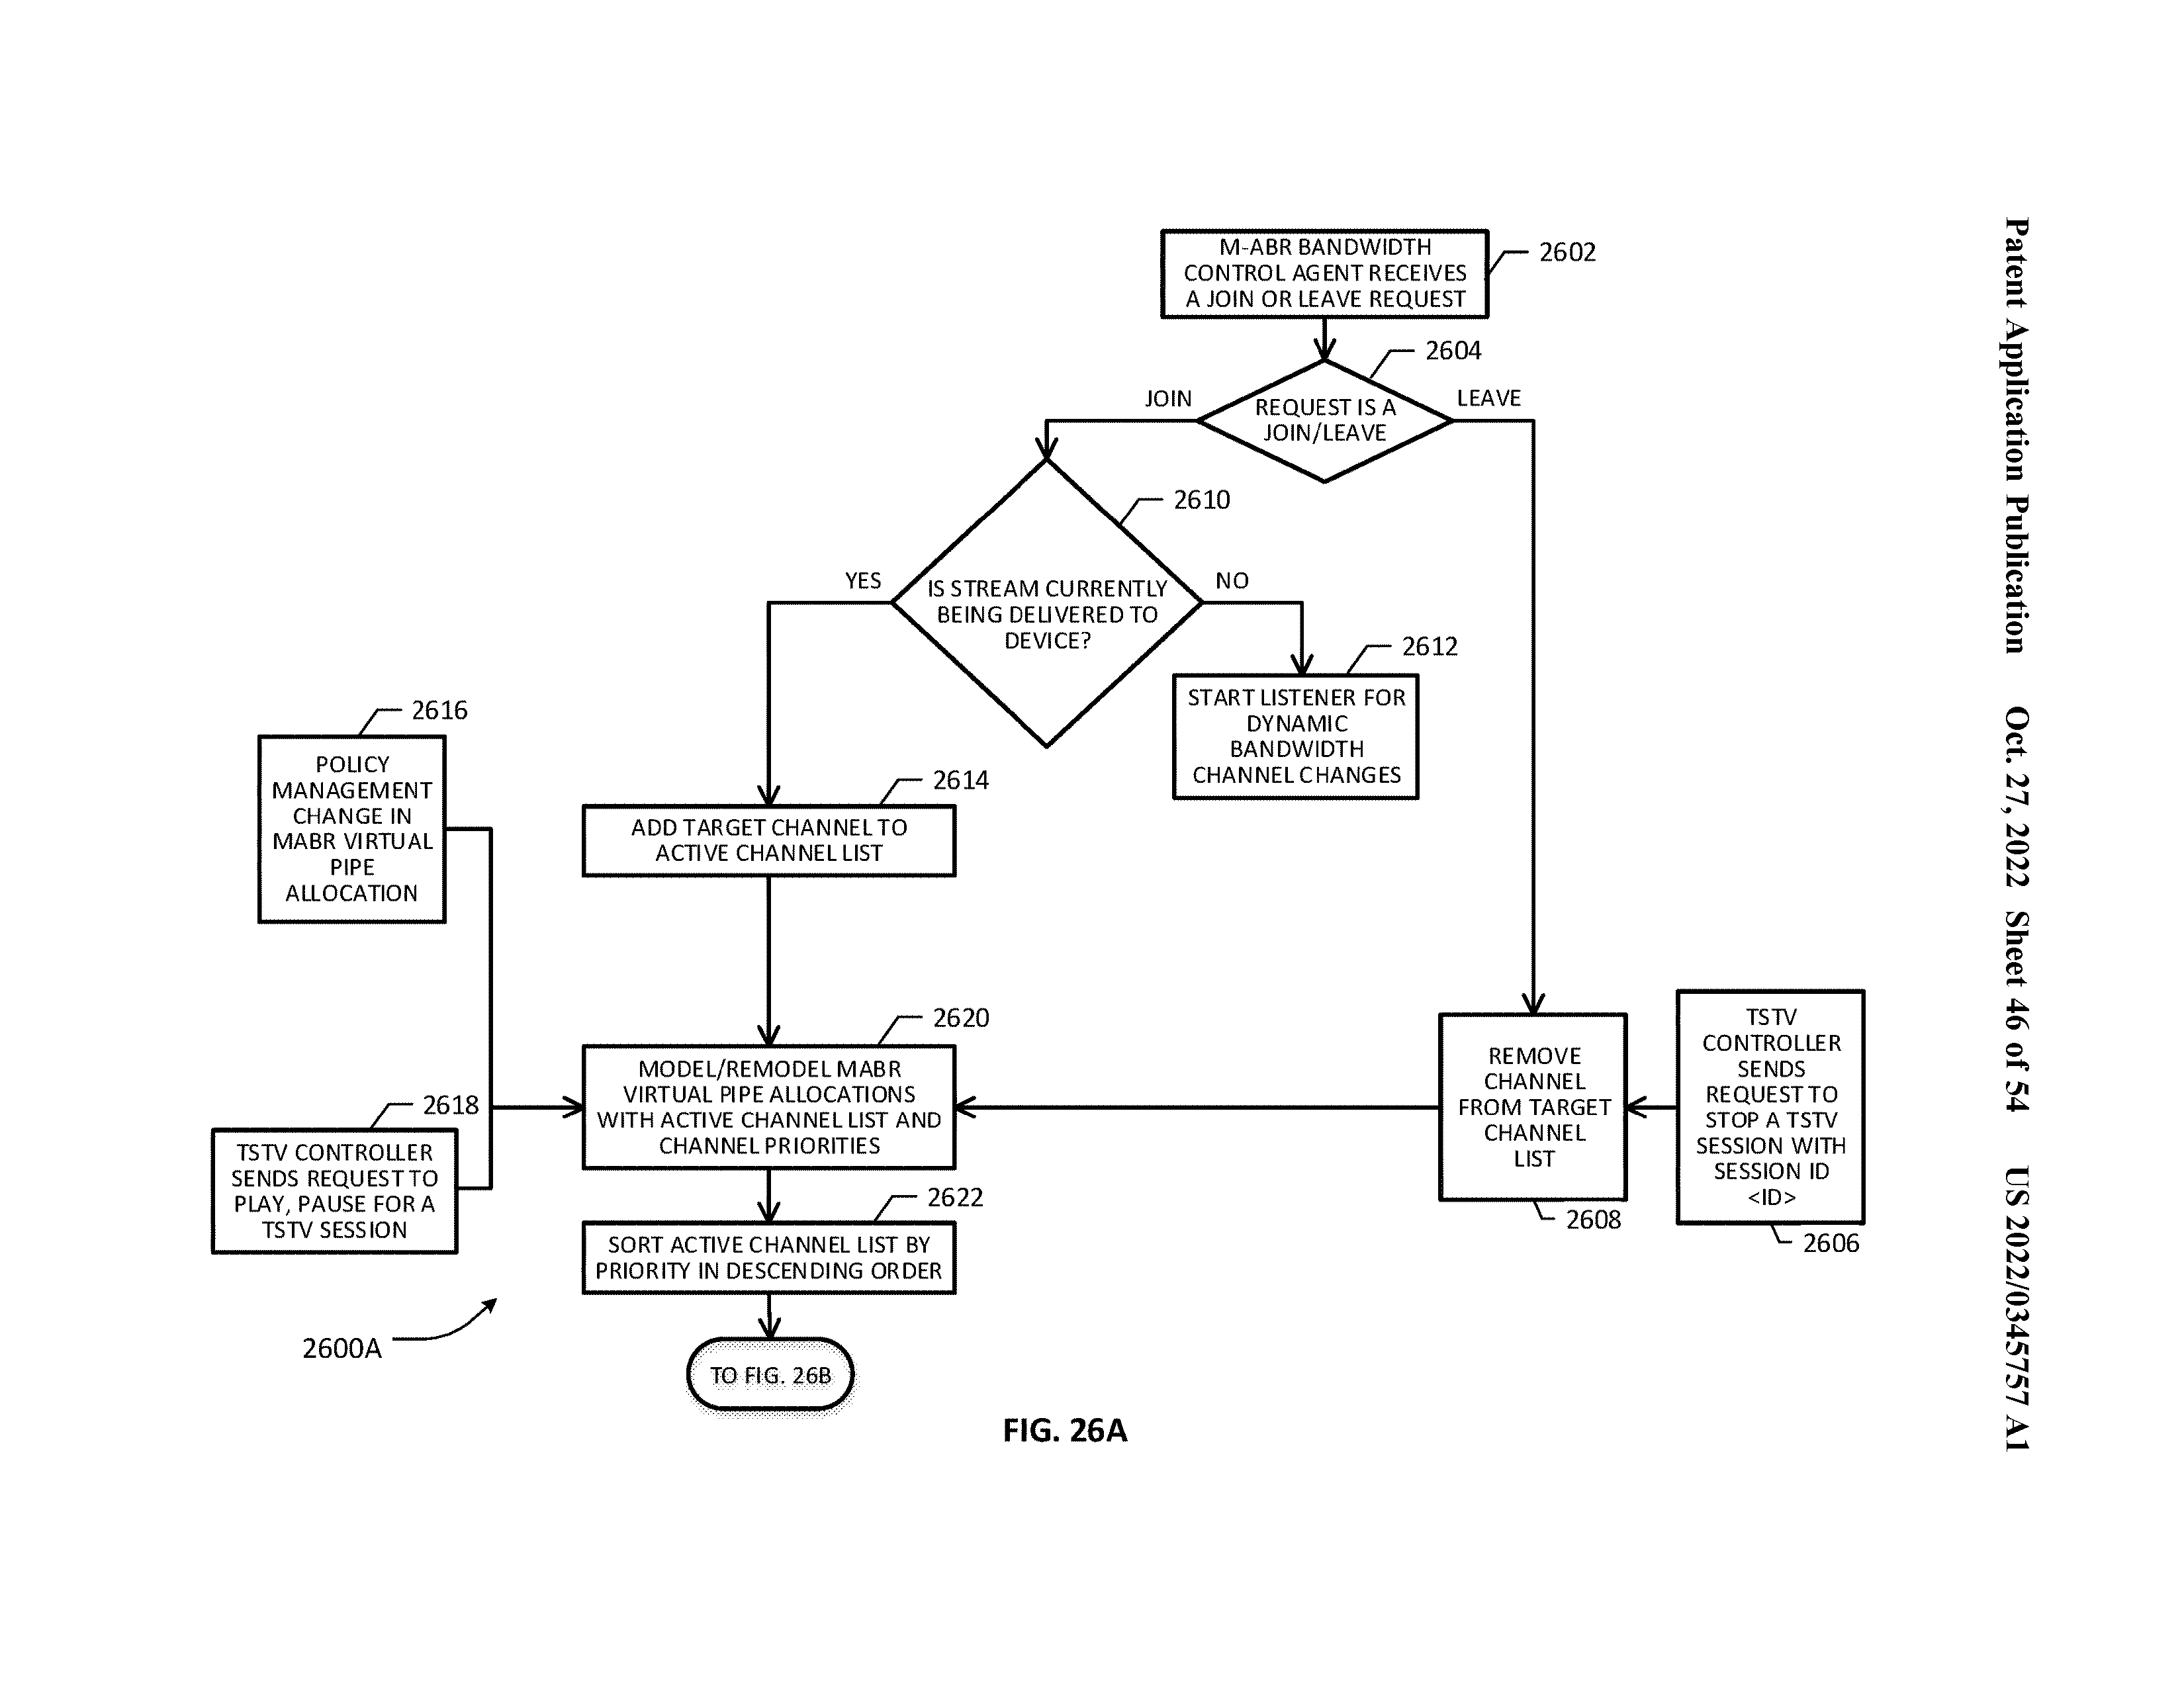 Patent Application Publication Oct. 27, 2022 Sheet 46 of 54 US 2022/0345757 A1
M-ABR BANDWIDTH
CONTROL AGENT RECEIVES
A JOIN OR LEAVE REQUEST
2602
2604
JOIN
REQUEST IS A
JOIN/LEAVE
LEAVE
2610
YES
IS STREAM CURRENTLY
BEING DELIVERED TO
DEVICE?
NO
2612
START LISTENER FOR
DYNAMIC
BANDWIDTH
CHANNEL CHANGES
2616
POLICY
MANAGEMENT
CHANGE IN
MABR VIRTUAL
PIPE
ALLOCATION
2614
ADD TARGET CHANNEL TO
ACTIVE CHANNEL LIST
2618
TSTV CONTROLLER
SENDS REQUEST TO
PLAY, PAUSE FOR A
TSTV SESSION
2620
MODEL/REMODEL MABR
VIRTUAL PIPE ALLOCATIONS
WITH ACTIVE CHANNEL LIST AND
CHANNEL PRIORITIES
REMOVE
CHANNEL
FROM TARGET
CHANNEL
LIST
2608
TSTV
CONTROLLER
SENDS
REQUEST TO
STOP A TSTV
SESSION WITH
SESSION ID
<ID>
2606
2622
SORT ACTIVE CHANNEL LIST BY
PRIORITY IN DESCENDING ORDER
2600A
TO FIG. 26B
FIG. 26A